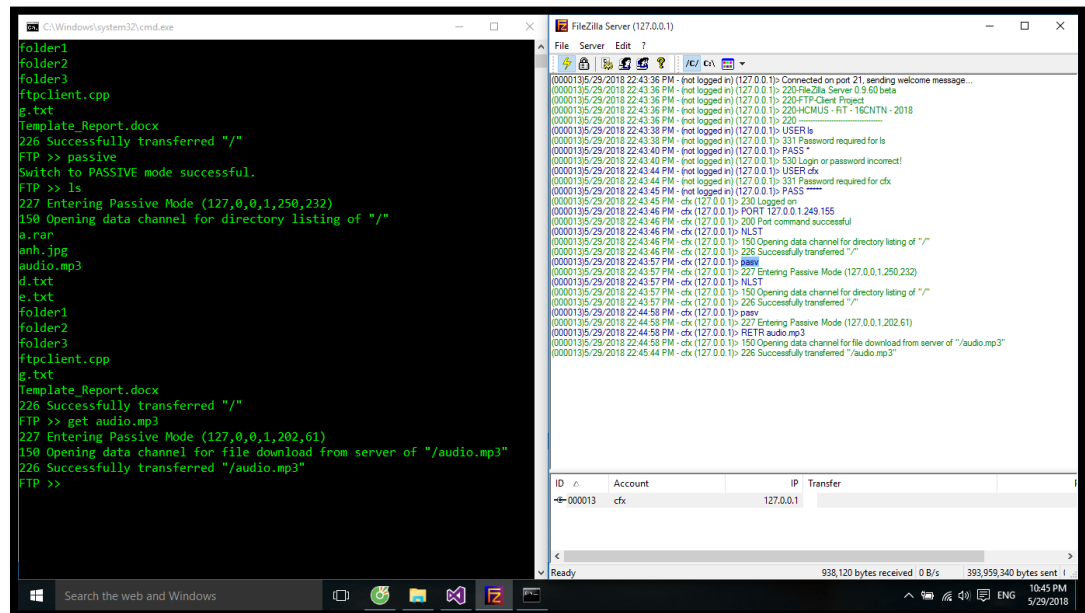 C:\Windows\system32\cmd.exe
folder1
folder2
folder3
ftpclient.cpp
g.txt
Template_Report.docx
226 Successfully transferred "/"
FTP >> passive
Switch to PASSIVE mode successful.
FTP >> ls
227 Entering Passive Mode (127,0,0,1,250,232)
150 Opening data channel for directory listing of "/"
a.rar
anh.jpg
audio.mp3
d.txt
e.txt
folder1
folder2
folder3
ftpclient.cpp
g.txt
Template_Report.docx
226 Successfully transferred "/"
FTP >> get audio.mp3
227 Entering Passive Mode (127,0,0,1,202,61)
150 Opening data channel for file download from server of "/audio.mp3"
226 Successfully transferred "/audio.mp3"
FTP >>
FileZilla Server (127.0.0.1)
File Server Edit ?
/C/ C:\
(000013)5/29/2018 22:43:36 PM - (not logged in) (127.0.0.1)> Connected on port 21, sending welcome message...
(000013)5/29/2018 22:43:36 PM - (not logged in) (127.0.0.1)> 220-FileZilla Server 0.9.60 beta
(000013)5/29/2018 22:43:36 PM - (not logged in) (127.0.0.1)> 220-FTP-Client Project
(000013)5/29/2018 22:43:36 PM - (not logged in) (127.0.0.1)> 220-HCMUS - FIT - 16CNTN - 2018
(000013)5/29/2018 22:43:36 PM - (not logged in) (127.0.0.1)> 220 --------------------------------
(000013)5/29/2018 22:43:38 PM - (not logged in) (127.0.0.1)> USER ls
(000013)5/29/2018 22:43:38 PM - (not logged in) (127.0.0.1)> 331 Password required for ls
(000013)5/29/2018 22:43:40 PM - (not logged in) (127.0.0.1)> PASS *
(000013)5/29/2018 22:43:40 PM - (not logged in) (127.0.0.1)> 530 Login or password incorrect!
(000013)5/29/2018 22:43:44 PM - (not logged in) (127.0.0.1)> USER cfx
(000013)5/29/2018 22:43:44 PM - (not logged in) (127.0.0.1)> 331 Password required for cfx
(000013)5/29/2018 22:43:45 PM - (not logged in) (127.0.0.1)> PASS *****
(000013)5/29/2018 22:43:45 PM - cfx (127.0.0.1)> 230 Logged on
(000013)5/29/2018 22:43:46 PM - cfx (127.0.0.1)> PORT 127.0.0.1.249.155
(000013)5/29/2018 22:43:46 PM - cfx (127.0.0.1)> 200 Port command successful
(000013)5/29/2018 22:43:46 PM - cfx (127.0.0.1)> NLST
(000013)5/29/2018 22:43:46 PM - cfx (127.0.0.1)> 150 Opening data channel for directory listing of "/"
(000013)5/29/2018 22:43:46 PM - cfx (127.0.0.1)> 226 Successfully transferred "/"
(000013)5/29/2018 22:43:57 PM - cfx (127.0.0.1)> pasv
(000013)5/29/2018 22:43:57 PM - cfx (127.0.0.1)> 227 Entering Passive Mode (127,0,0,1,250,232)
(000013)5/29/2018 22:43:57 PM - cfx (127.0.0.1)> NLST
(000013)5/29/2018 22:43:57 PM - cfx (127.0.0.1)> 150 Opening data channel for directory listing of "/"
(000013)5/29/2018 22:43:57 PM - cfx (127.0.0.1)> 226 Successfully transferred "/"
(000013)5/29/2018 22:44:58 PM - cfx (127.0.0.1)> pasv
(000013)5/29/2018 22:44:58 PM - cfx (127.0.0.1)> 227 Entering Passive Mode (127,0,0,1,202,61)
(000013)5/29/2018 22:44:58 PM - cfx (127.0.0.1)> RETR audio.mp3
(000013)5/29/2018 22:44:58 PM - cfx (127.0.0.1)> 150 Opening data channel for file download from server of "/audio.mp3"
(000013)5/29/2018 22:45:44 PM - cfx (127.0.0.1)> 226 Successfully transferred "/audio.mp3"
ID Account IP Transfer
000013 cfx 127.0.0.1
Ready 938,120 bytes received 0 B/s 393,959,340 bytes sent
Search the web and Windows
ENG
10:45 PM
5/29/2018